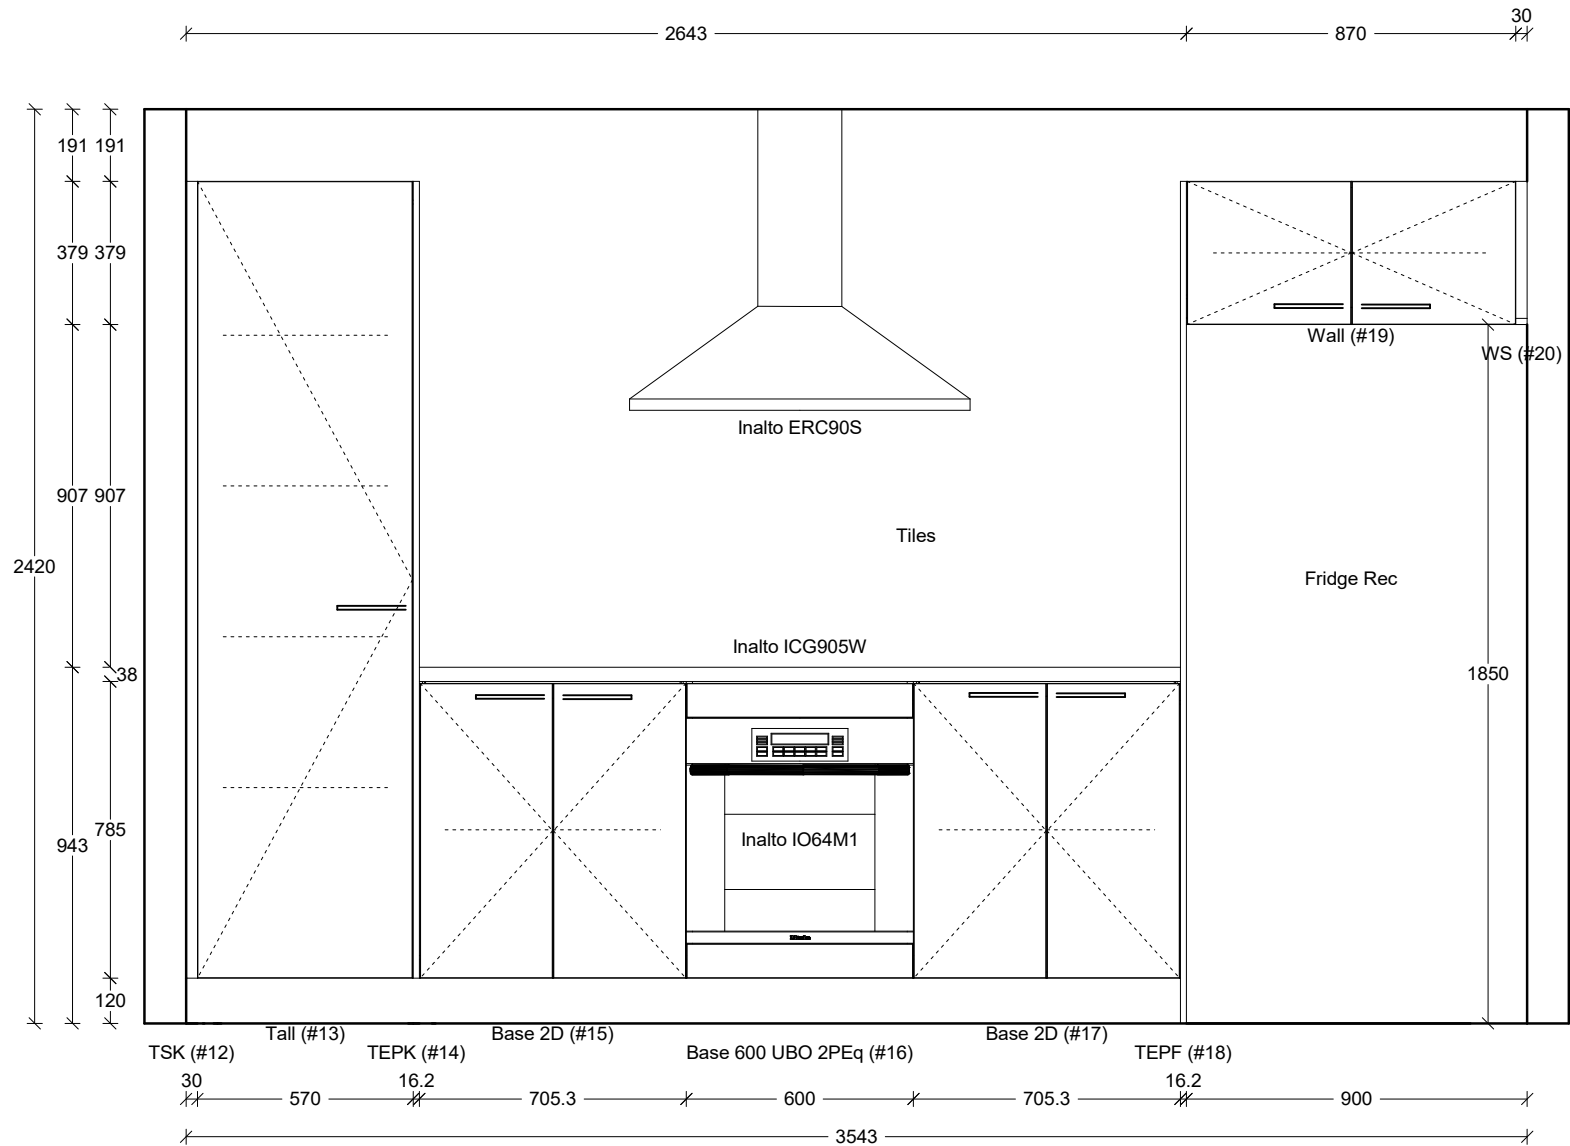 30
2643
870
191 191
379 379
Wall (#19)
WS (#20)
Inalto ERC90S
907 907
Tiles
2420
Fridge Rec
Inalto ICG905W
38
1850
943
785
Inalto IO64M1
120
Tall (#13)
Base 2D (#15)
Base 2D (#17)
TSK (#12)
TEPK (#14)
Base 600 UBO 2PEq (#16)
TEPF (#18)
30
16.2
16.2
570
705.3
600
705.3
900
3543